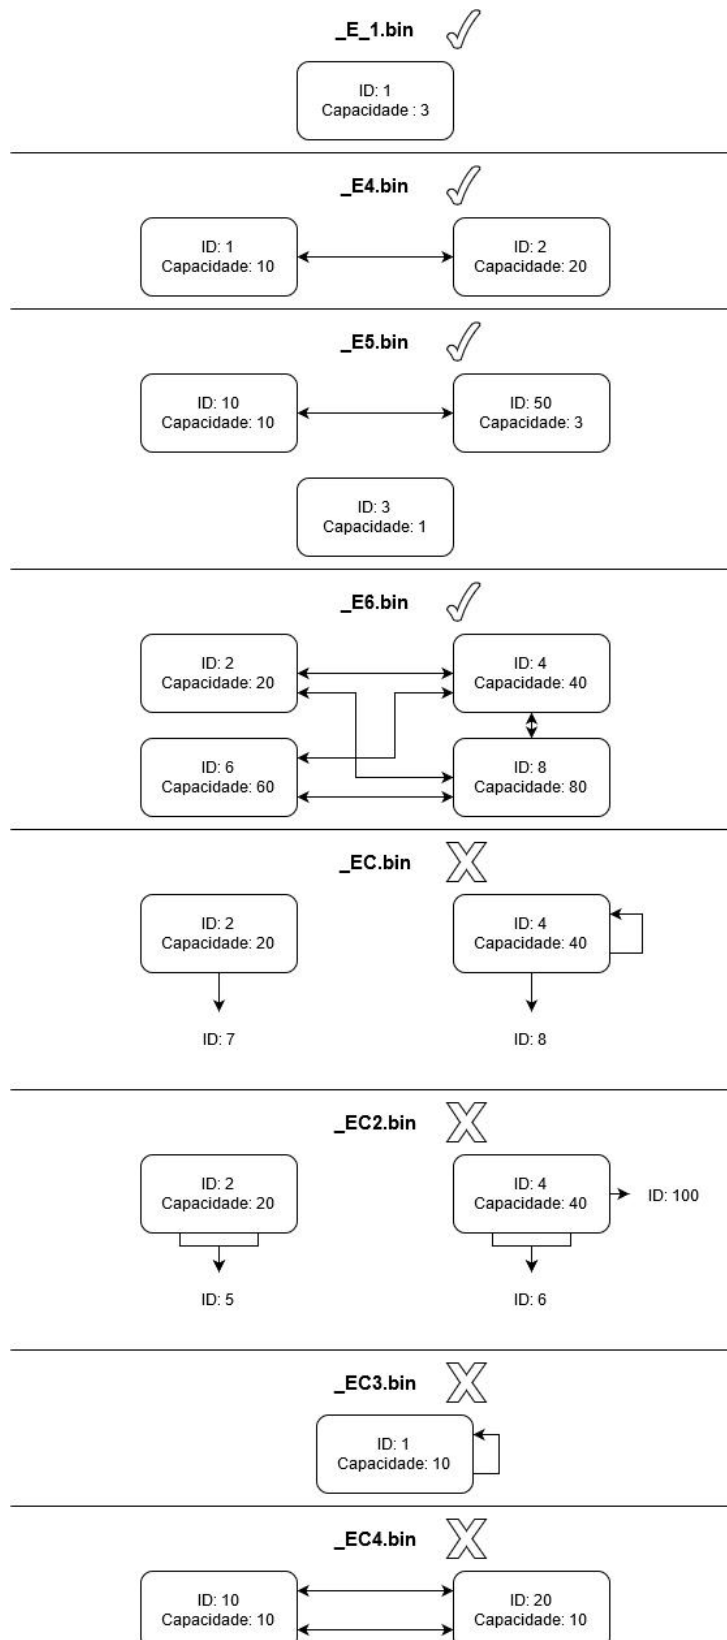 _E_1.bin
ID: 1
Capacidade : 3
_E4.bin
ID: 1
Capacidade: 10
ID: 2
Capacidade: 20
_E5.bin
ID: 10
Capacidade: 10
ID: 50
Capacidade: 3
ID: 3
Capacidade: 1
_E6.bin
ID: 2
Capacidade: 20
ID: 4
Capacidade: 40
ID: 6
Capacidade: 60
ID: 8
Capacidade: 80
_EC.bin
ID: 2
Capacidade: 20
ID: 4
Capacidade: 40
ID: 7
ID: 8
_EC2.bin
ID: 2
Capacidade: 20
ID: 4
Capacidade: 40
ID: 100
ID: 5
ID: 6
_EC3.bin
ID: 1
Capacidade: 10
_EC4.bin
ID: 10
Capacidade: 10
ID: 20
Capacidade: 10